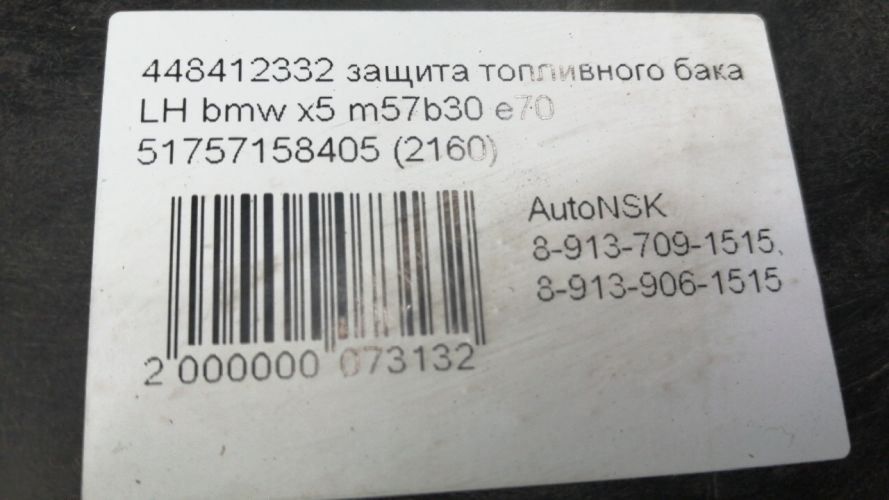 448412332 защита топливного бака
LH bmw x5 m57b30 e70
51757158405 (2160)
AutoNSK
8-913-709-1515,
8-913-906-1515
2 000000 073132